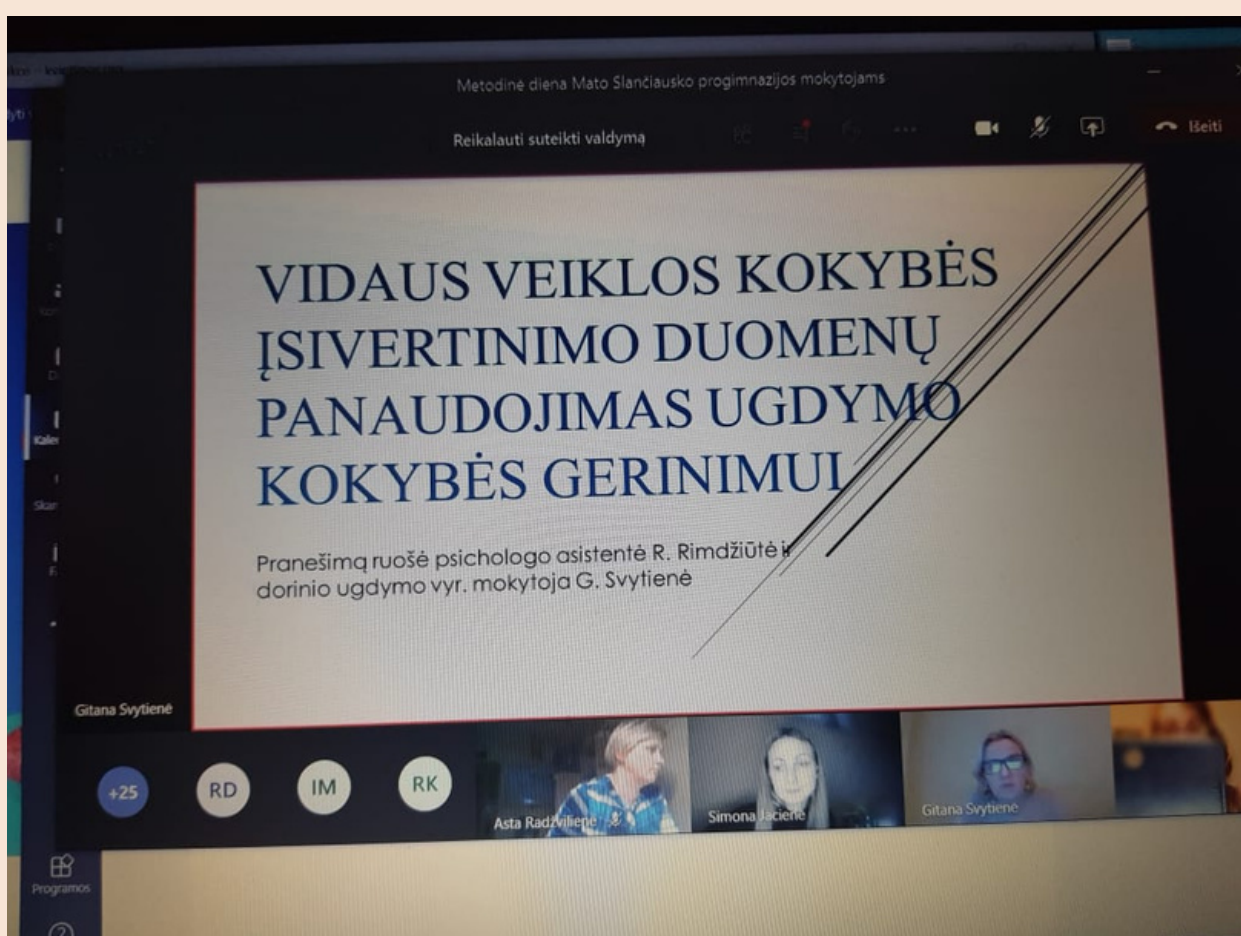 Metodinė diena Mato Slančiausko progimnazijos mokytojams
Reikalauti suteikti valdymą
Išeiti
VIDAUS VEIKLOS KOKYBĖS
ĮSIVERTINIMO DUOMENŲ
PANAUDOJIMAS UGDYMO
KOKYBĖS GERINIMUI
Pranešimą ruošė psichologo asistentė R. Rimdžiūtė ir
dorinio ugdymo vyr. mokytoja G. Svytienė
Gitana Svytienė
+25
RD
IM
RK
Asta Radžvilienė
Simona Jacienė
Gitana Svytienė
Programos